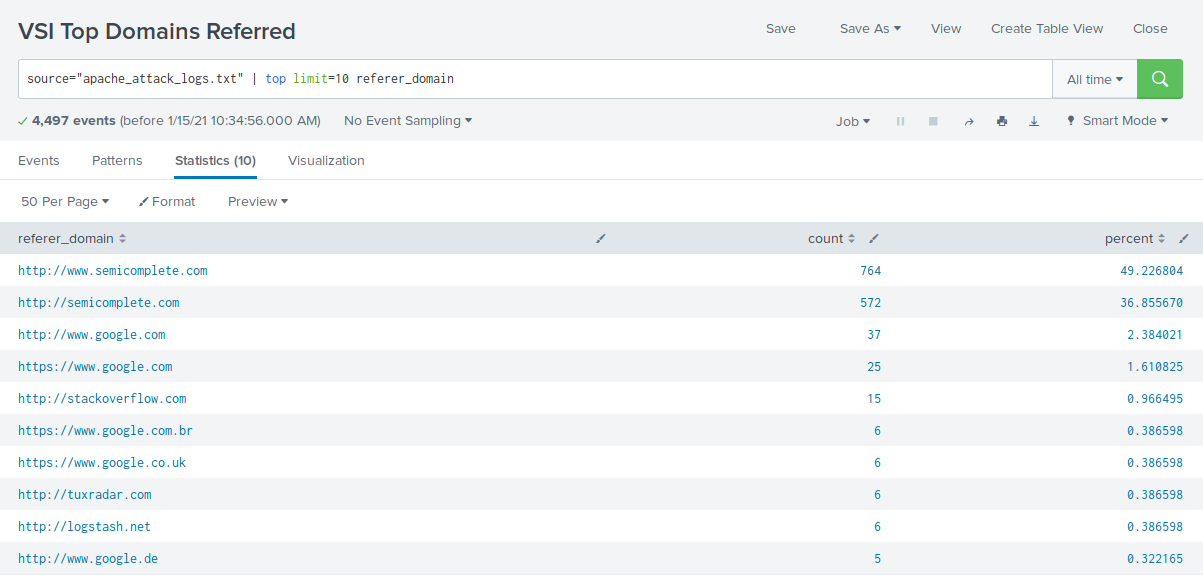 VSI Top Domains Referred
Save Save As View Create Table View Close
source="apache_attack_logs.txt" | top limit=10 referer_domain
All time
4,497 events (before 1/15/21 10:34:56.000 AM) No Event Sampling Job Smart Mode
Events Patterns Statistics (10) Visualization
50 Per Page Format Preview
referer_domain count percent
http://www.semicomplete.com 764 49.226804
http://semicomplete.com 572 36.855670
http://www.google.com 37 2.384021
https://www.google.com 25 1.610825
http://stackoverflow.com 15 0.966495
https://www.google.com.br 6 0.386598
https://www.google.co.uk 6 0.386598
http://tuxradar.com 6 0.386598
http://logstash.net 6 0.386598
http://www.google.de 5 0.322165